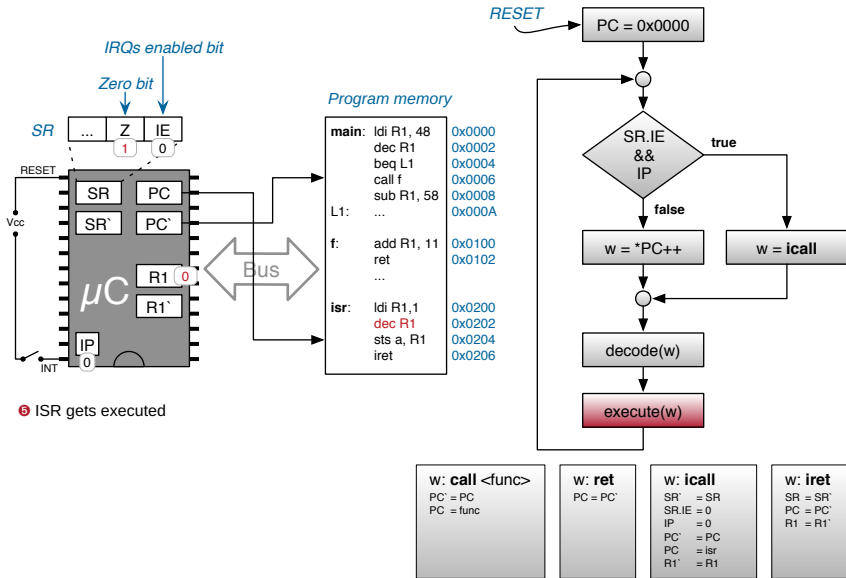 RESET
PC = 0x0000
IRQs enabled bit
Zero bit
SR
... Z IE
1 0
Program memory
main: ldi R1, 48 0x0000
dec R1 0x0002
beq L1 0x0004
call f 0x0006
sub R1, 58 0x0008
L1: ... 0x000A
f: add R1, 11 0x0100
ret 0x0102
...
isr: ldi R1,1 0x0200
dec R1 0x0202
sts a, R1 0x0204
iret 0x0206
RESET
Vcc
INT
SR PC
SR` PC`
µC
R1 0
R1`
IP
0
Bus
SR.IE
&&
IP
true
false
w = *PC++
w = icall
decode(w)
execute(w)
❺ ISR gets executed
w: call <func>
PC` = PC
PC = func
w: ret
PC = PC`
w: icall
SR` = SR
SR.IE = 0
IP = 0
PC` = PC
PC = isr
R1` = R1
w: iret
SR = SR`
PC = PC`
R1 = R1`